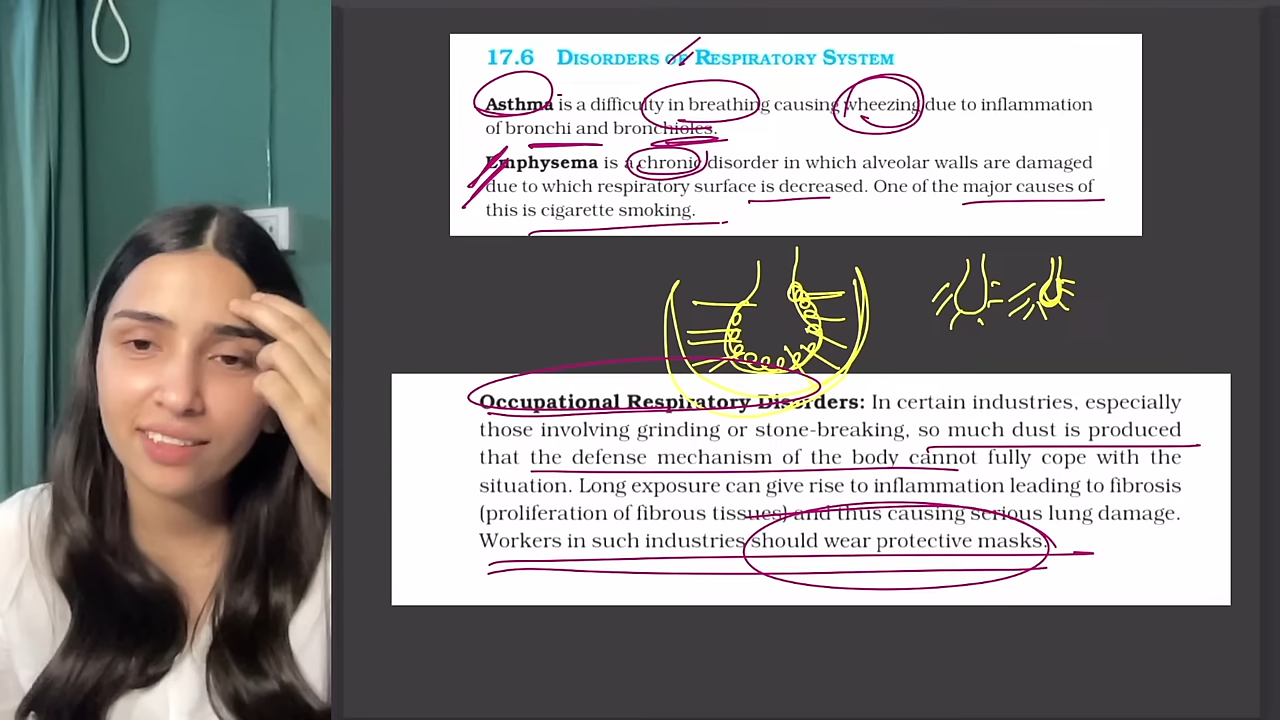 17.6 DISORDERS OF RESPIRATORY SYSTEM
Asthma is a difficulty in breathing causing wheezing due to inflammation
of bronchi and bronchioles.
Emphysema is a chronic disorder in which alveolar walls are damaged
due to which respiratory surface is decreased. One of the major causes of
this is cigarette smoking.
Occupational Respiratory Disorders: In certain industries, especially
those involving grinding or stone-breaking, so much dust is produced
that the defense mechanism of the body cannot fully cope with the
situation. Long exposure can give rise to inflammation leading to fibrosis
(proliferation of fibrous tissues) and thus causing serious lung damage.
Workers in such industries should wear protective masks.